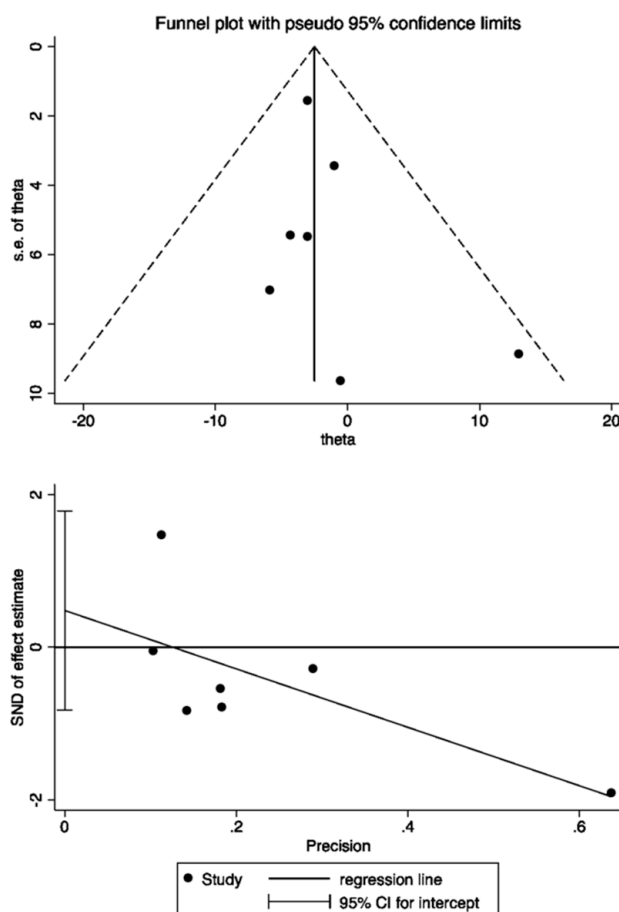 Funnel plot with pseudo 95% confidence limits
0
2
4
6
8
10
s.e. of theta
-20
-10
0
10
20
theta
2
0
-2
SND of effect estimate
0
.2
.4
.6
Precision
Study
regression line
95% CI for intercept